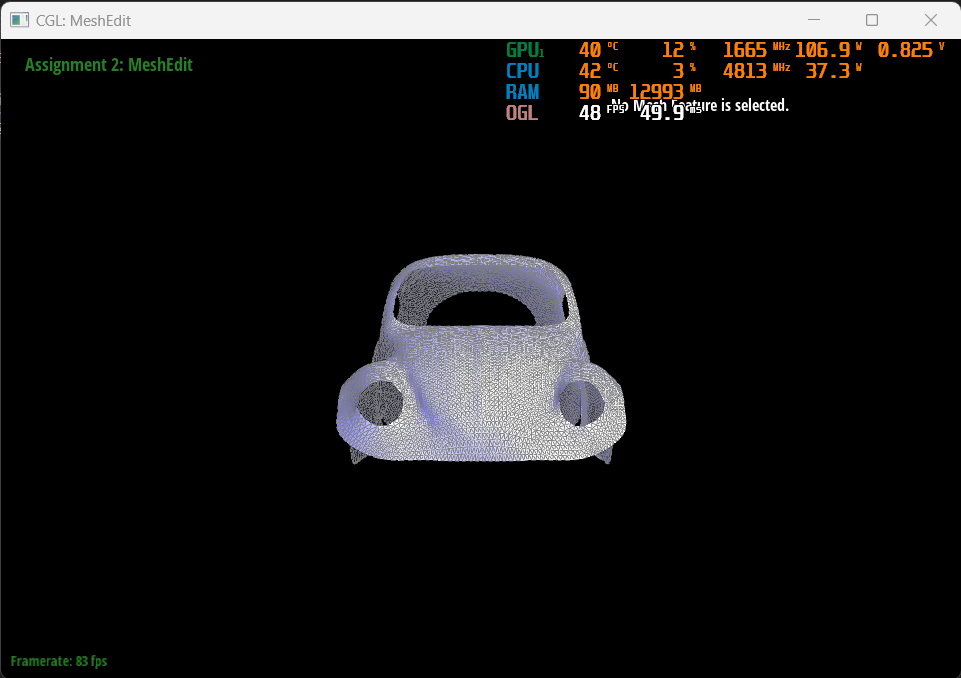 CGL: MeshEdit
Assignment 2: MeshEdit
GPU1 40 °C 12 % 1665 MHz 106.9 W 0.825 V
CPU 42 °C 3 % 4813 MHz 37.3 W
RAM 90 MB 12993 MB
No Mesh Feature is selected.
OGL 48 FPS 49.9 ms
Framerate: 83 fps